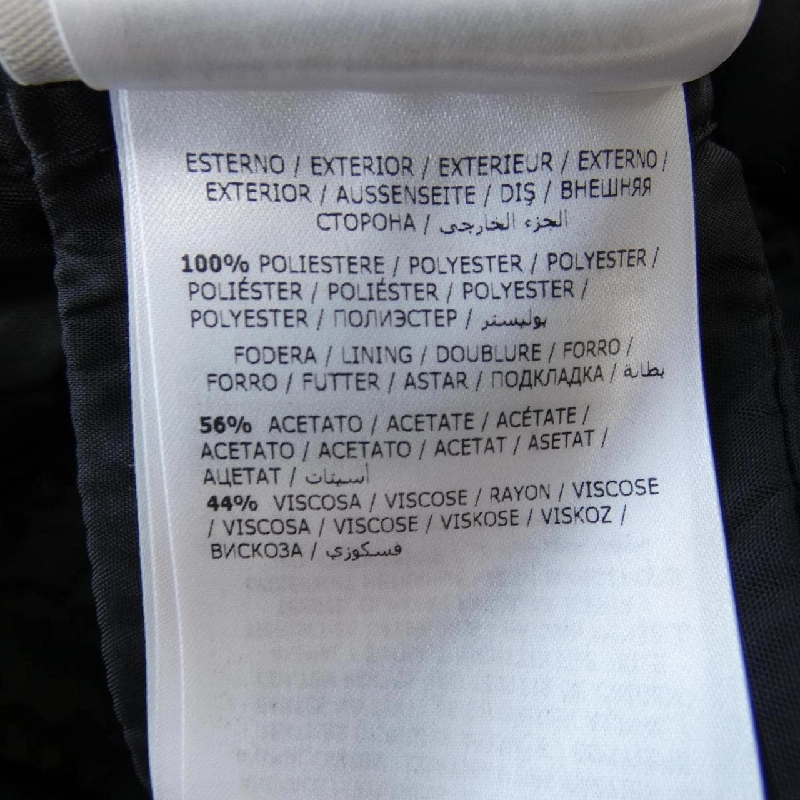 ESTERNO / EXTERIOR / EXTERIEUR / EXTERNO /
EXTERIOR / AUSSENSEITE / DIŞ / ВНЕШНЯЯ
СТОРОНА / الجزء الخارجي
100% POLIESTERE / POLYESTER / POLYESTER /
POLIÉSTER / POLIÉSTER / POLYESTER /
POLYESTER / ПОЛИЭСТЕР / بوليستر
FODERA / LINING / DOUBLURE / FORRO /
FORRO / FUTTER / ASTAR / ПОДКЛАДКА / بطانة
56% ACETATO / ACETATE / ACÉTATE /
ACETATO / ACETATO / ACETAT / ASETAT /
АЦЕТАТ / أسيتات
44% VISCOSA / VISCOSE / RAYON / VISCOSE
/ VISCOSA / VISCOSE / VISKOSE / VISKOZ /
ВИСКОЗА / فسكوزي